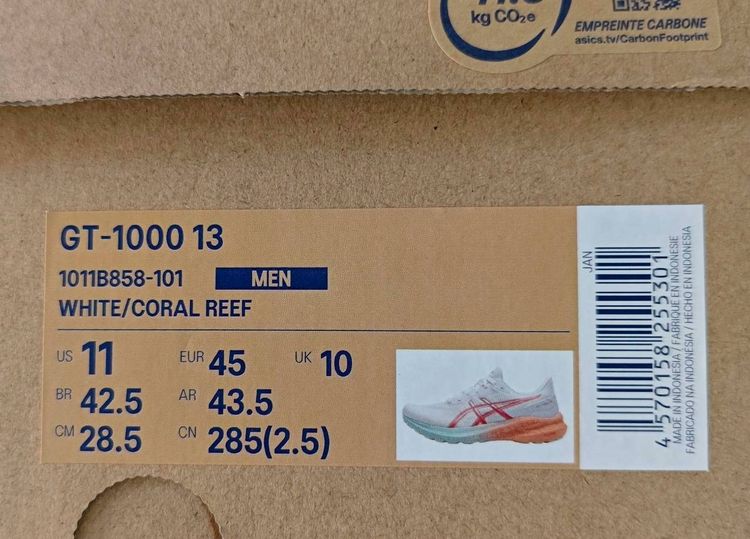 kg CO₂e
EMPREINTE CARBONE
asics.tv/CarbonFootprint
GT-1000 13
1011B858-101 MEN
WHITE/CORAL REEF
US 11 EUR 45 UK 10
BR 42.5 AR 43.5
CM 28.5 CN 285(2.5)
JAN
4 570158 255301
MADE IN INDONESIA / FABRIQUÉ EN INDONÉSIE
FABRICADO NA INDONÉSIA / HECHO EN INDONESIA